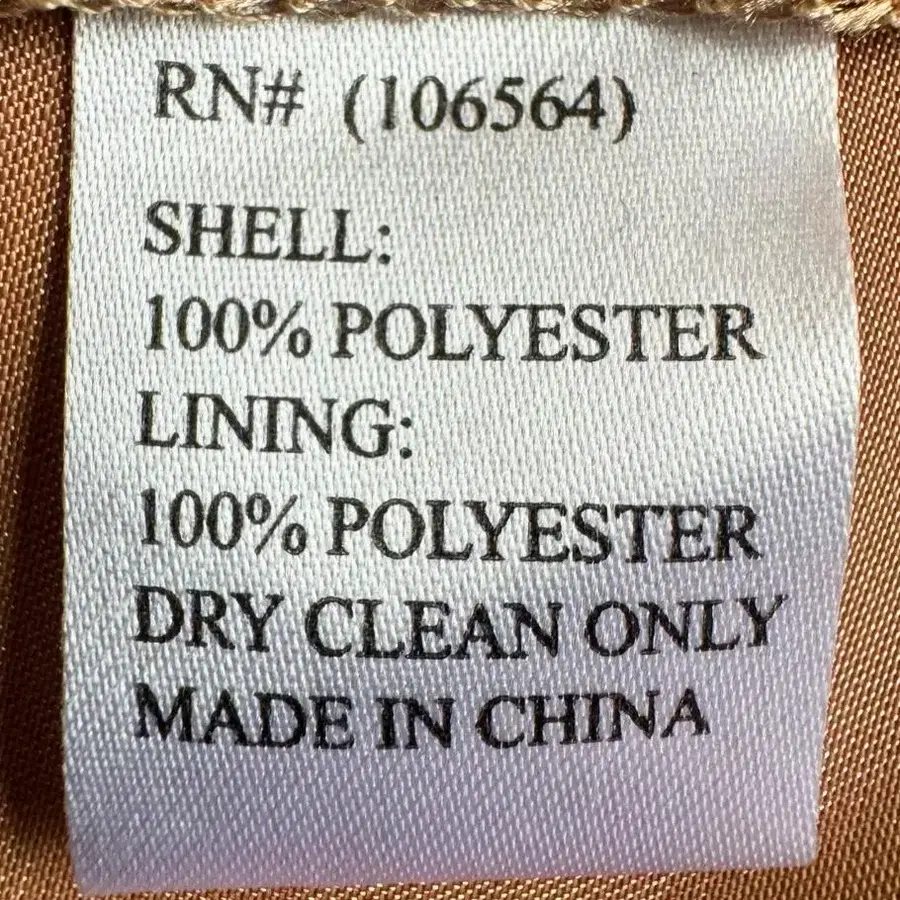 RN# (106564)
SHELL:
100% POLYESTER
LINING:
100% POLYESTER
DRY CLEAN ONLY
MADE IN CHINA